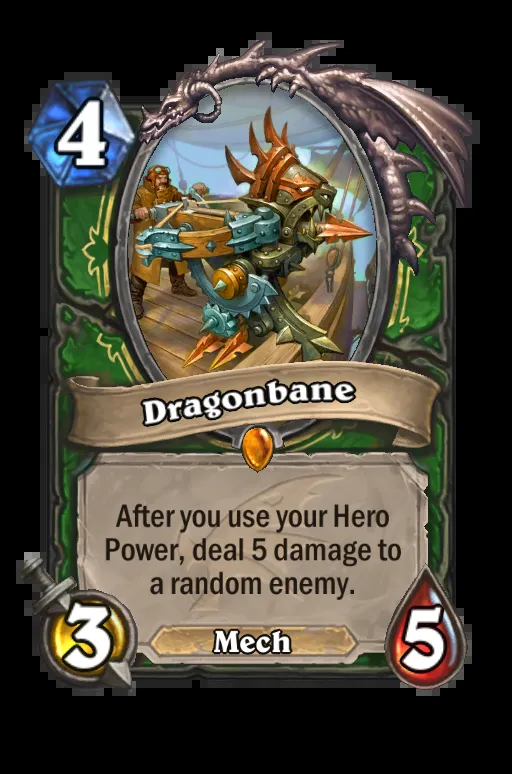 4
Dragonbane
After you use your Hero
Power, deal 5 damage to
a random enemy.
3
Mech
5